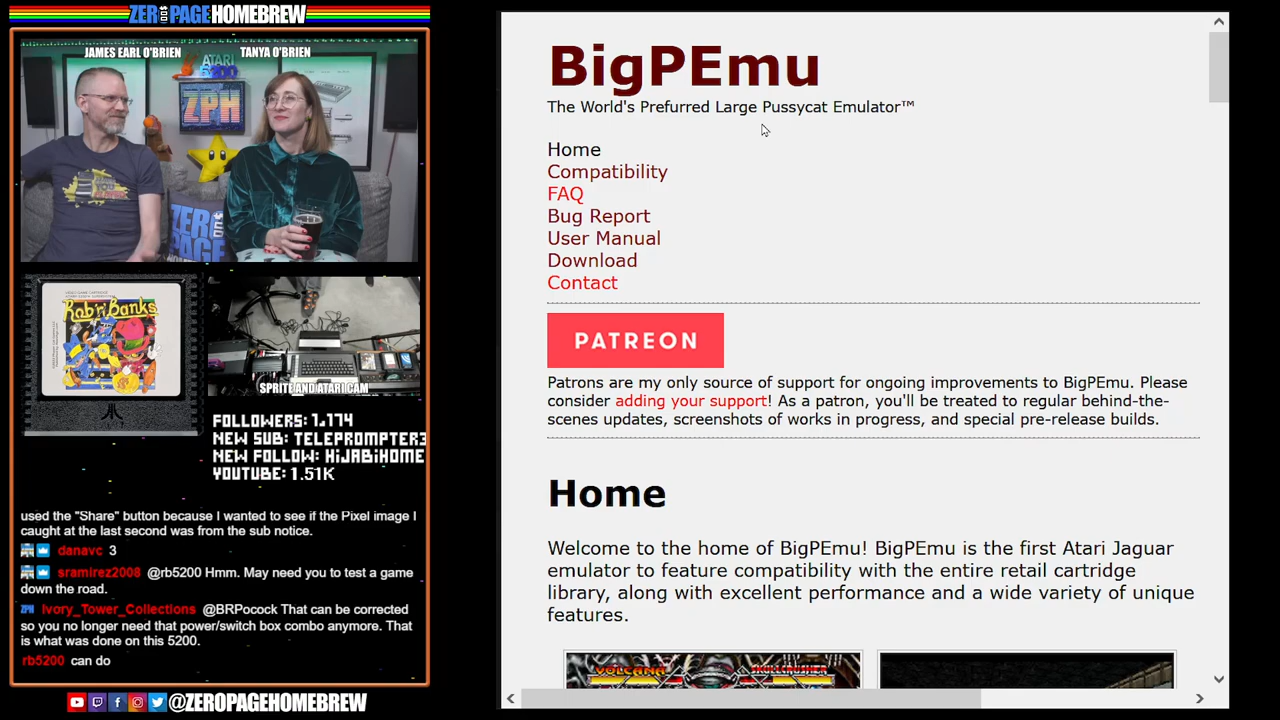 ZEROPAGEHOMEBREW
JAMES EARL O'BRIEN
TANYA O'BRIEN
ATARI
5200
ZPH
ZERO
PAGE
Rob'n'Banks
ATARI
SPRITE AND ATARI CAM
FOLLOWERS: 1,174
NEW SUB: TELEPROMPTER3
NEW FOLLOW: HIJABIHOME
YOUTUBE: 1.51K
used the "Share" button because I wanted to see if the Pixel image I
caught at the last second was from the sub notice.
danavc 3
sramirez2008 @rb5200 Hmm. May need you to test a game
down the road.
Ivory_Tower_Collections @BRPocock That can be corrected
so you no longer need that power/switch box combo anymore. That
is what was done on this 5200.
rb5200 can do
@ZEROPAGEHOMEBREW
BigPEmu
The World's Prefurred Large Pussycat Emulator™
Home
Compatibility
FAQ
Bug Report
User Manual
Download
Contact
PATREON
Patrons are my only source of support for ongoing improvements to BigPEmu. Please
consider adding your support! As a patron, you'll be treated to regular behind-the-
scenes updates, screenshots of works in progress, and special pre-release builds.
Home
Welcome to the home of BigPEmu! BigPEmu is the first Atari Jaguar
emulator to feature compatibility with the entire retail cartridge
library, along with excellent performance and a wide variety of unique
features.
VOLCANA
SKULLCRUSHER